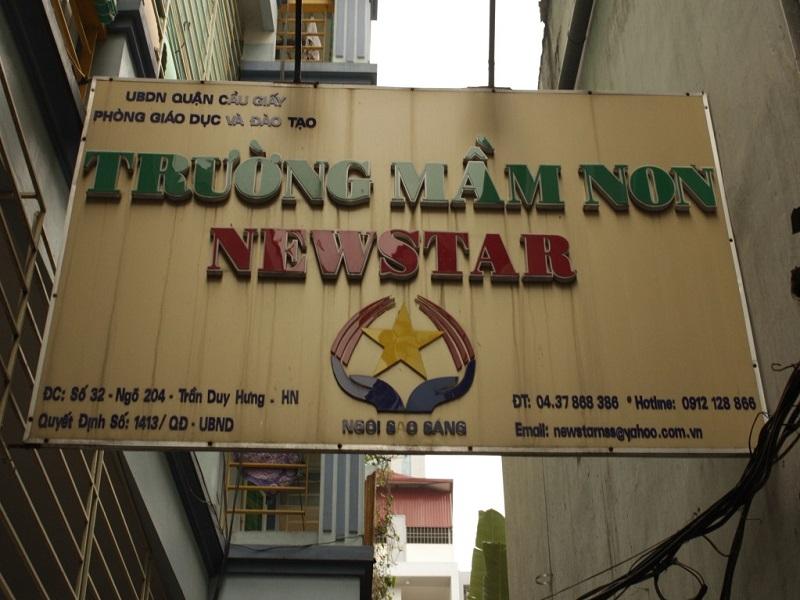 UBDN QUẬN CẦU GIẤY
PHÒNG GIÁO DỤC VÀ ĐÀO TẠO
TRƯỜNG MẦM NON
NEWSTAR
ĐC: Số 32 - Ngõ 204 - Trần Duy Hưng - HN
Quyết Định Số: 1413/ QĐ - UBND
NGÔI SAO SÁNG
ĐT: 04.37 868 386 * Hotline: 0912 128 866
Email: newstarnss@yahoo.com.vn